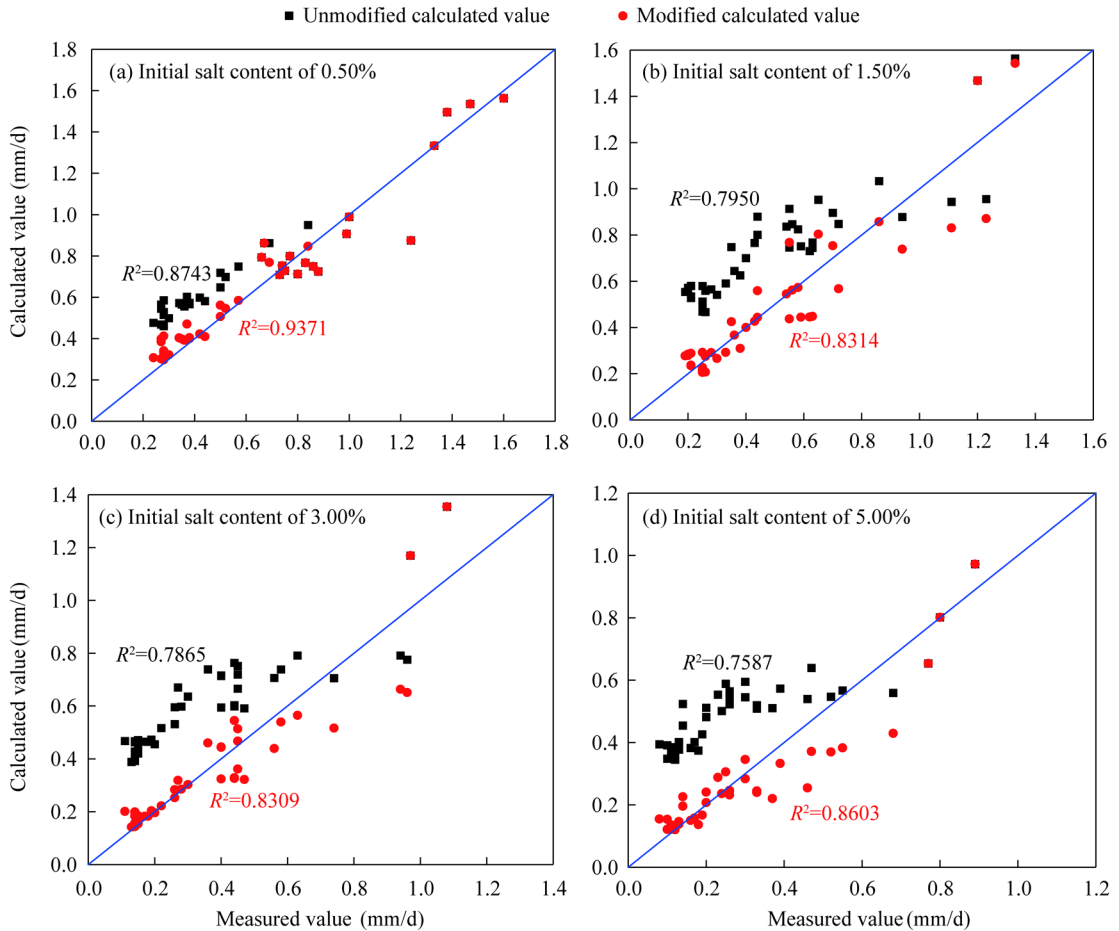 Unmodified calculated value
Modified calculated value
(a) Initial salt content of 0.50%
Calculated value (mm/d)
1.8
1.6
1.4
1.2
1.0
0.8
0.6
0.4
0.2
0.0
R²=0.8743
R²=0.9371
0.0 0.2 0.4 0.6 0.8 1.0 1.2 1.4 1.6 1.8
(b) Initial salt content of 1.50%
1.6
1.4
1.2
1.0
0.8
0.6
0.4
0.2
0.0
R²=0.7950
R²=0.8314
0.0 0.2 0.4 0.6 0.8 1.0 1.2 1.4 1.6
(c) Initial salt content of 3.00%
Calculated value (mm/d)
1.4
1.2
1.0
0.8
0.6
0.4
0.2
0.0
R²=0.7865
R²=0.8309
0.0 0.2 0.4 0.6 0.8 1.0 1.2 1.4
Measured value (mm/d)
(d) Initial salt content of 5.00%
1.2
1.0
0.8
0.6
0.4
0.2
0.0
R²=0.7587
R²=0.8603
0.0 0.2 0.4 0.6 0.8 1.0 1.2
Measured value (mm/d)